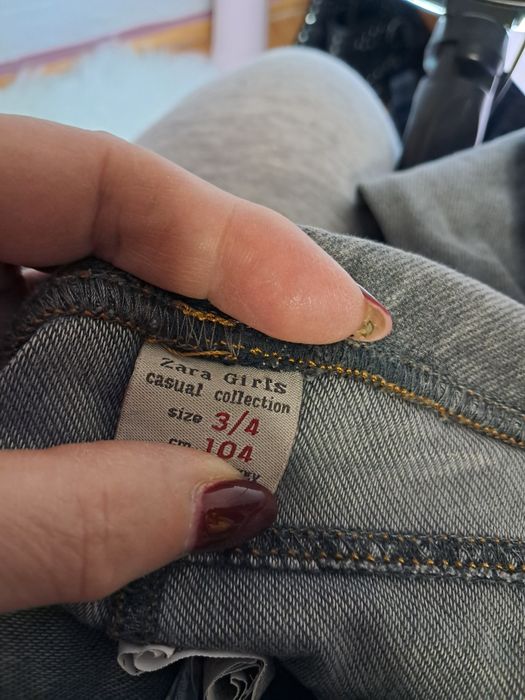 Zara Girls
casual collection
size 3/4
cm 104